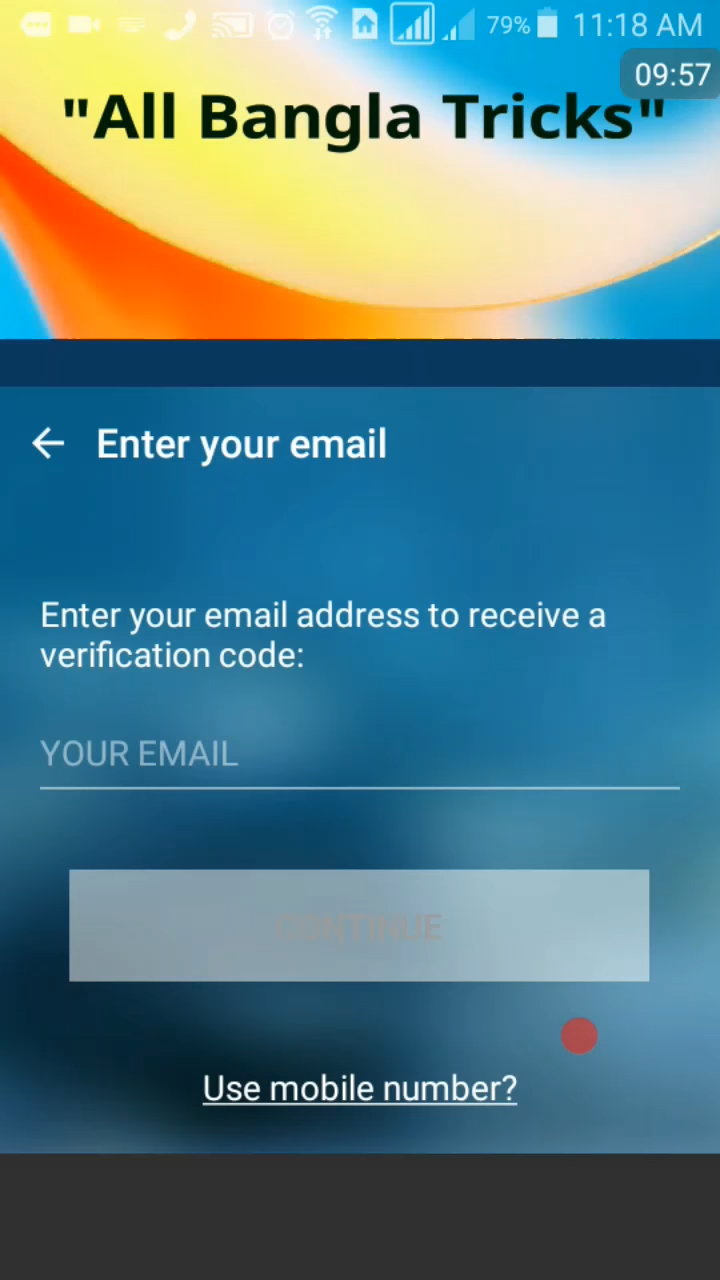 79% 11:18 AM
09:57
"All Bangla Tricks"
Enter your email
Enter your email address to receive a
verification code:
YOUR EMAIL
CONTINUE
Use mobile number?